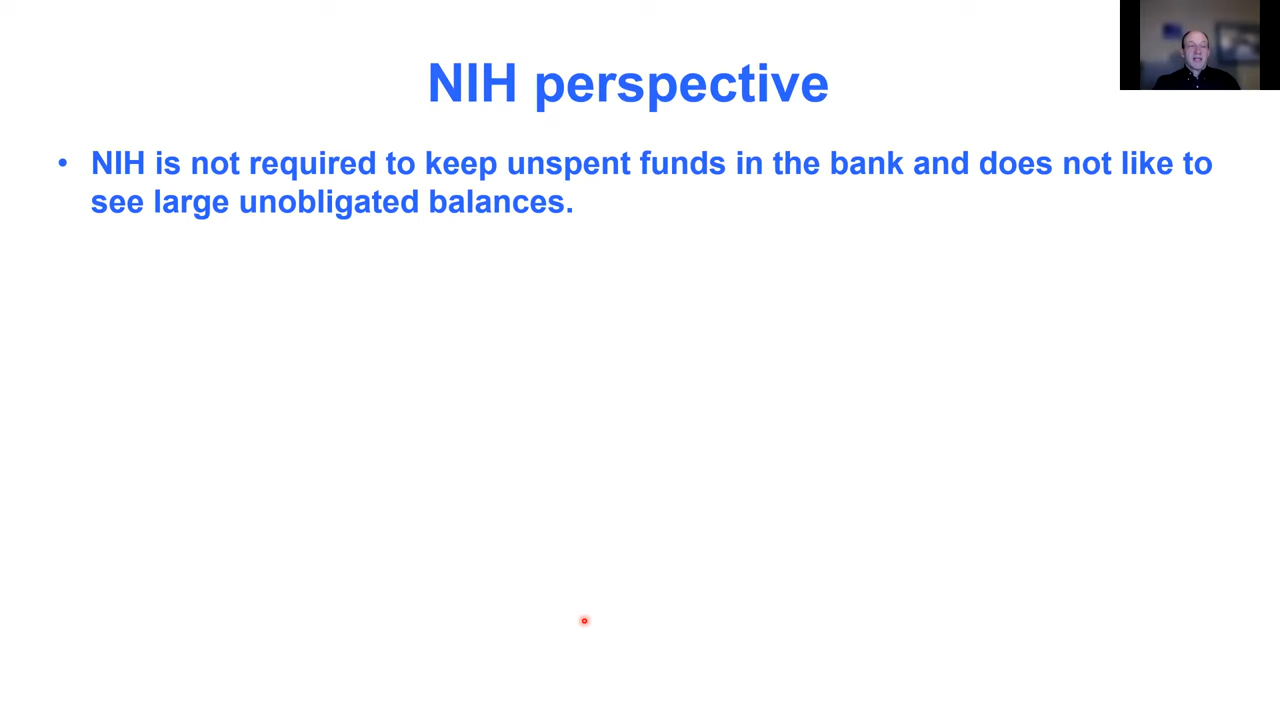 NIH perspective
• NIH is not required to keep unspent funds in the bank and does not like to
see large unobligated balances.